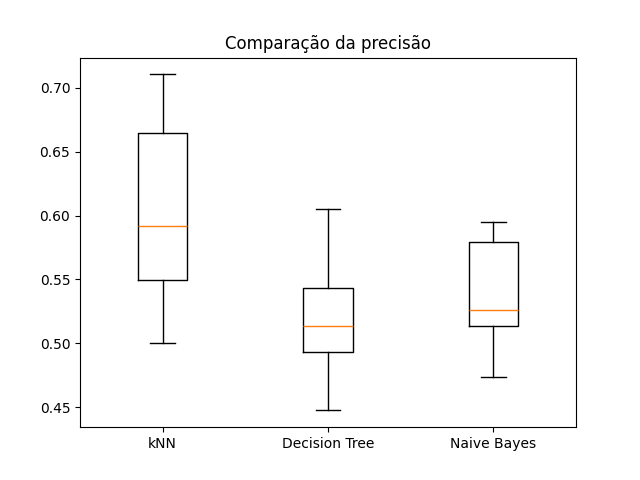 Comparação da precisão
0.70
0.65
0.60
0.55
0.50
0.45
kNN
Decision Tree
Naive Bayes